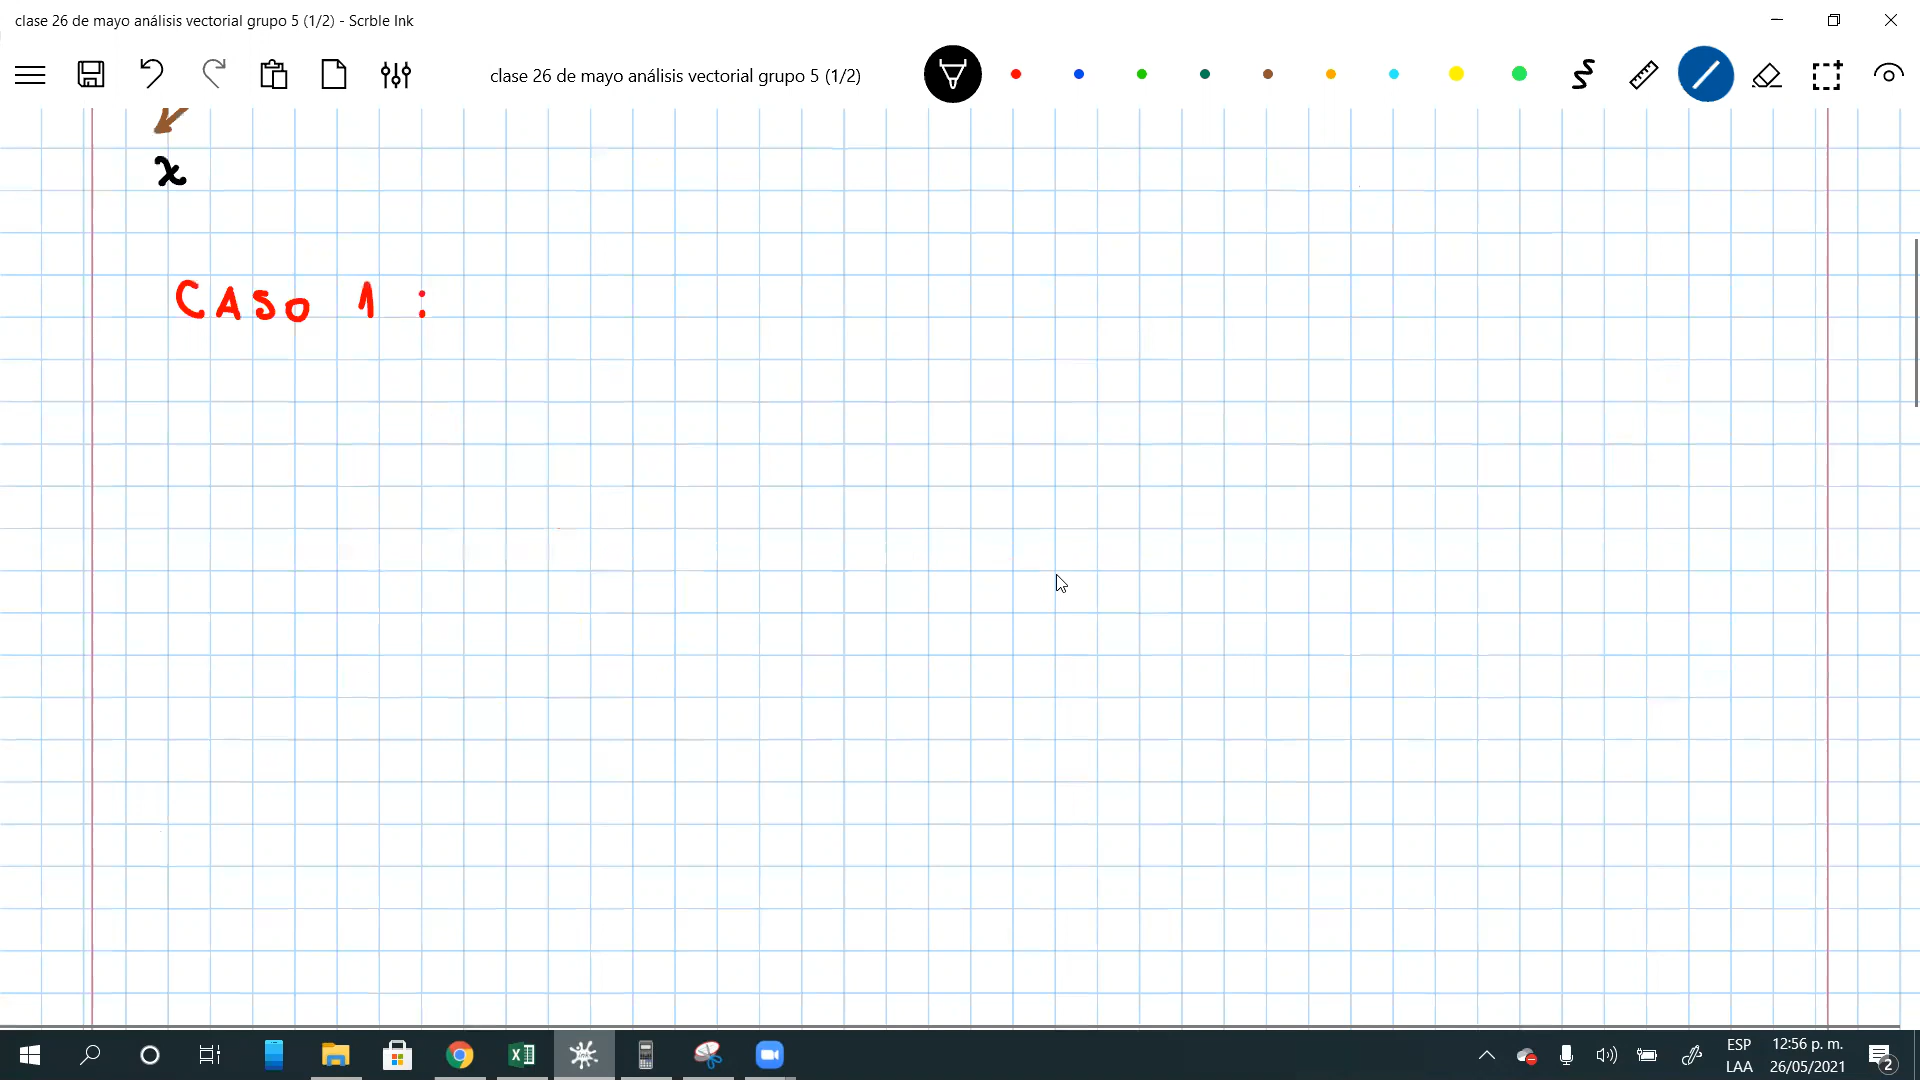 clase 26 de mayo análisis vectorial grupo 5 (1/2) - Scrble Ink
clase 26 de mayo análisis vectorial grupo 5 (1/2)
x
CASO 1 :
ESP
LAA
12:56 p. m.
26/05/2021
2